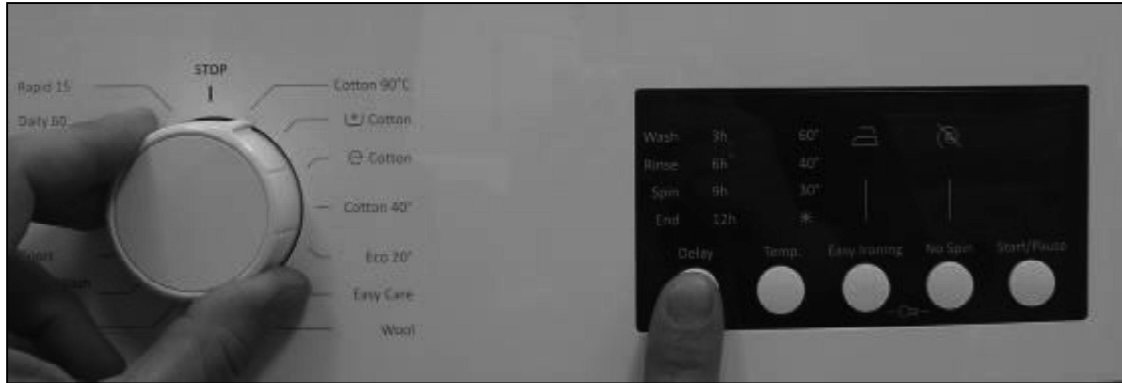 STOP
Rapid 15
Daily 60
Cotton 90°C
Cotton
Cotton
Cotton 40°
Eco 20°
Easy Care
Wool
Wash 3h 60°
Rinse 6h 40°
Spin 9h 30°
End 12h
Delay Temp. Easy Ironing No Spin Start/Pause